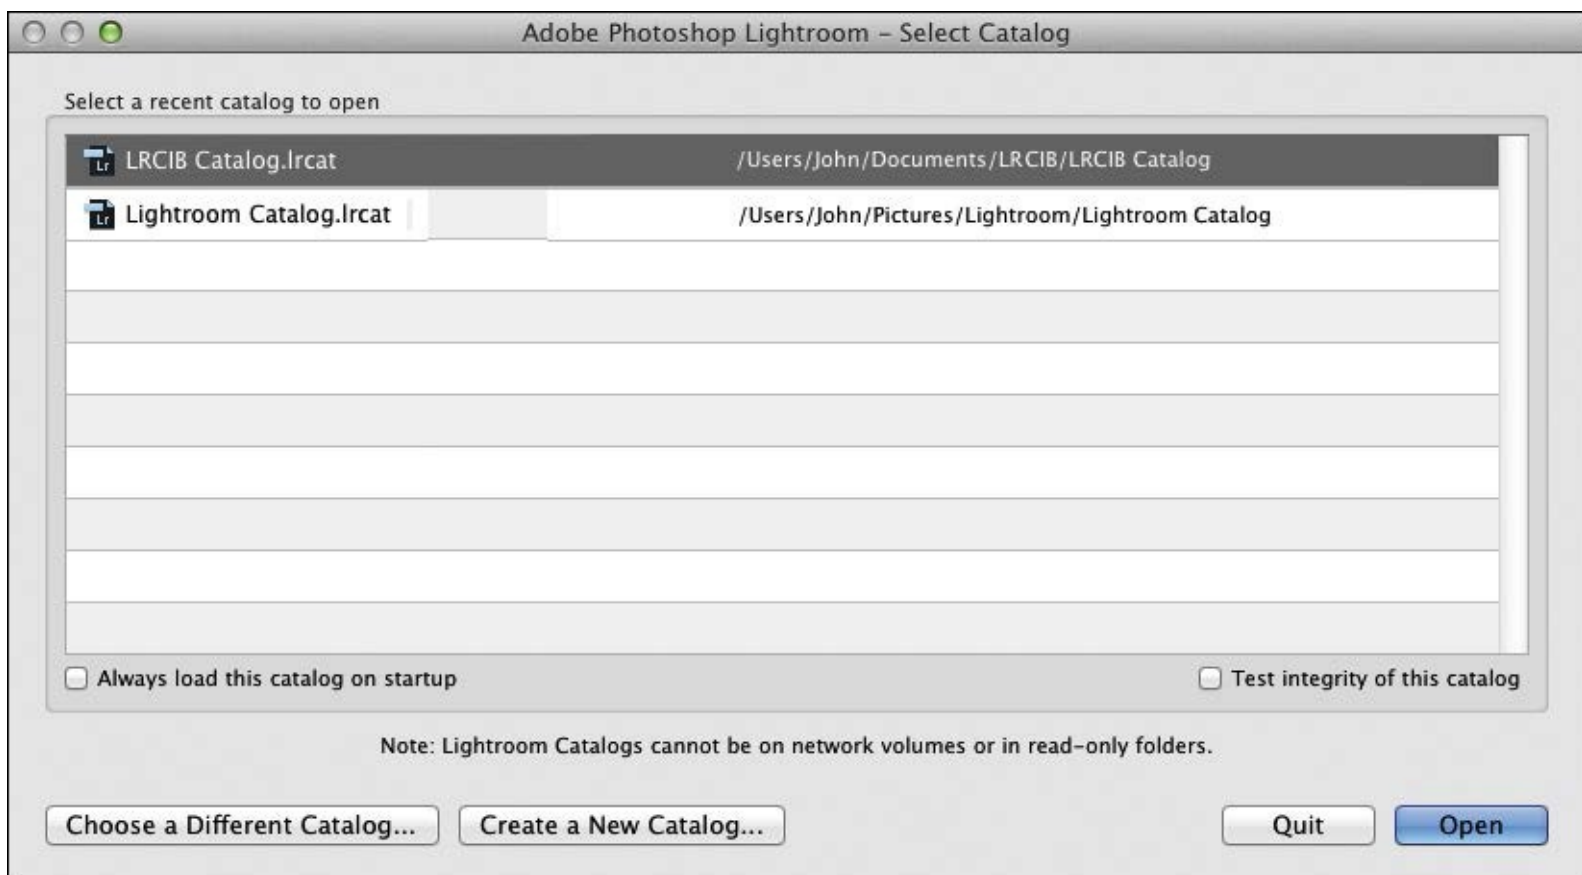 Adobe Photoshop Lightroom – Select Catalog
Select a recent catalog to open
Lr LRCIB Catalog.lrcat /Users/John/Documents/LRCIB/LRCIB Catalog
Lr Lightroom Catalog.lrcat /Users/John/Pictures/Lightroom/Lightroom Catalog
Always load this catalog on startup Test integrity of this catalog
Note: Lightroom Catalogs cannot be on network volumes or in read-only folders.
Choose a Different Catalog... Create a New Catalog... Quit Open